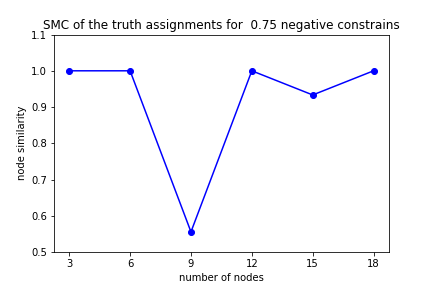 SMC of the truth assignments for  0.75 negative constrains
1.1
1.0
0.9
0.8
0.7
0.6
0.5
node similarity
3 6 9 12 15 18
number of nodes